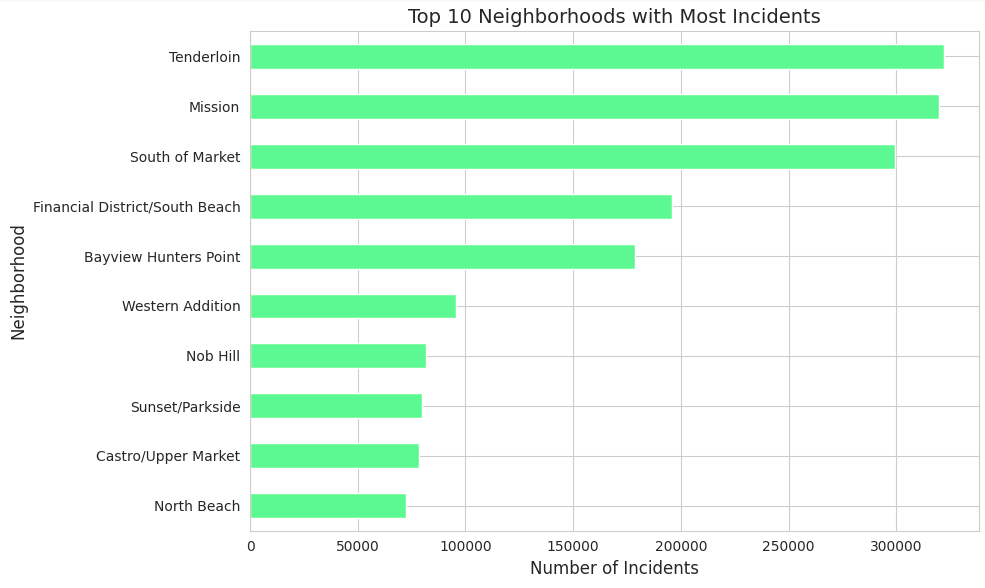 Top 10 Neighborhoods with Most Incidents
Neighborhood
Tenderloin
Mission
South of Market
Financial District/South Beach
Bayview Hunters Point
Western Addition
Nob Hill
Sunset/Parkside
Castro/Upper Market
North Beach
0 50000 100000 150000 200000 250000 300000
Number of Incidents